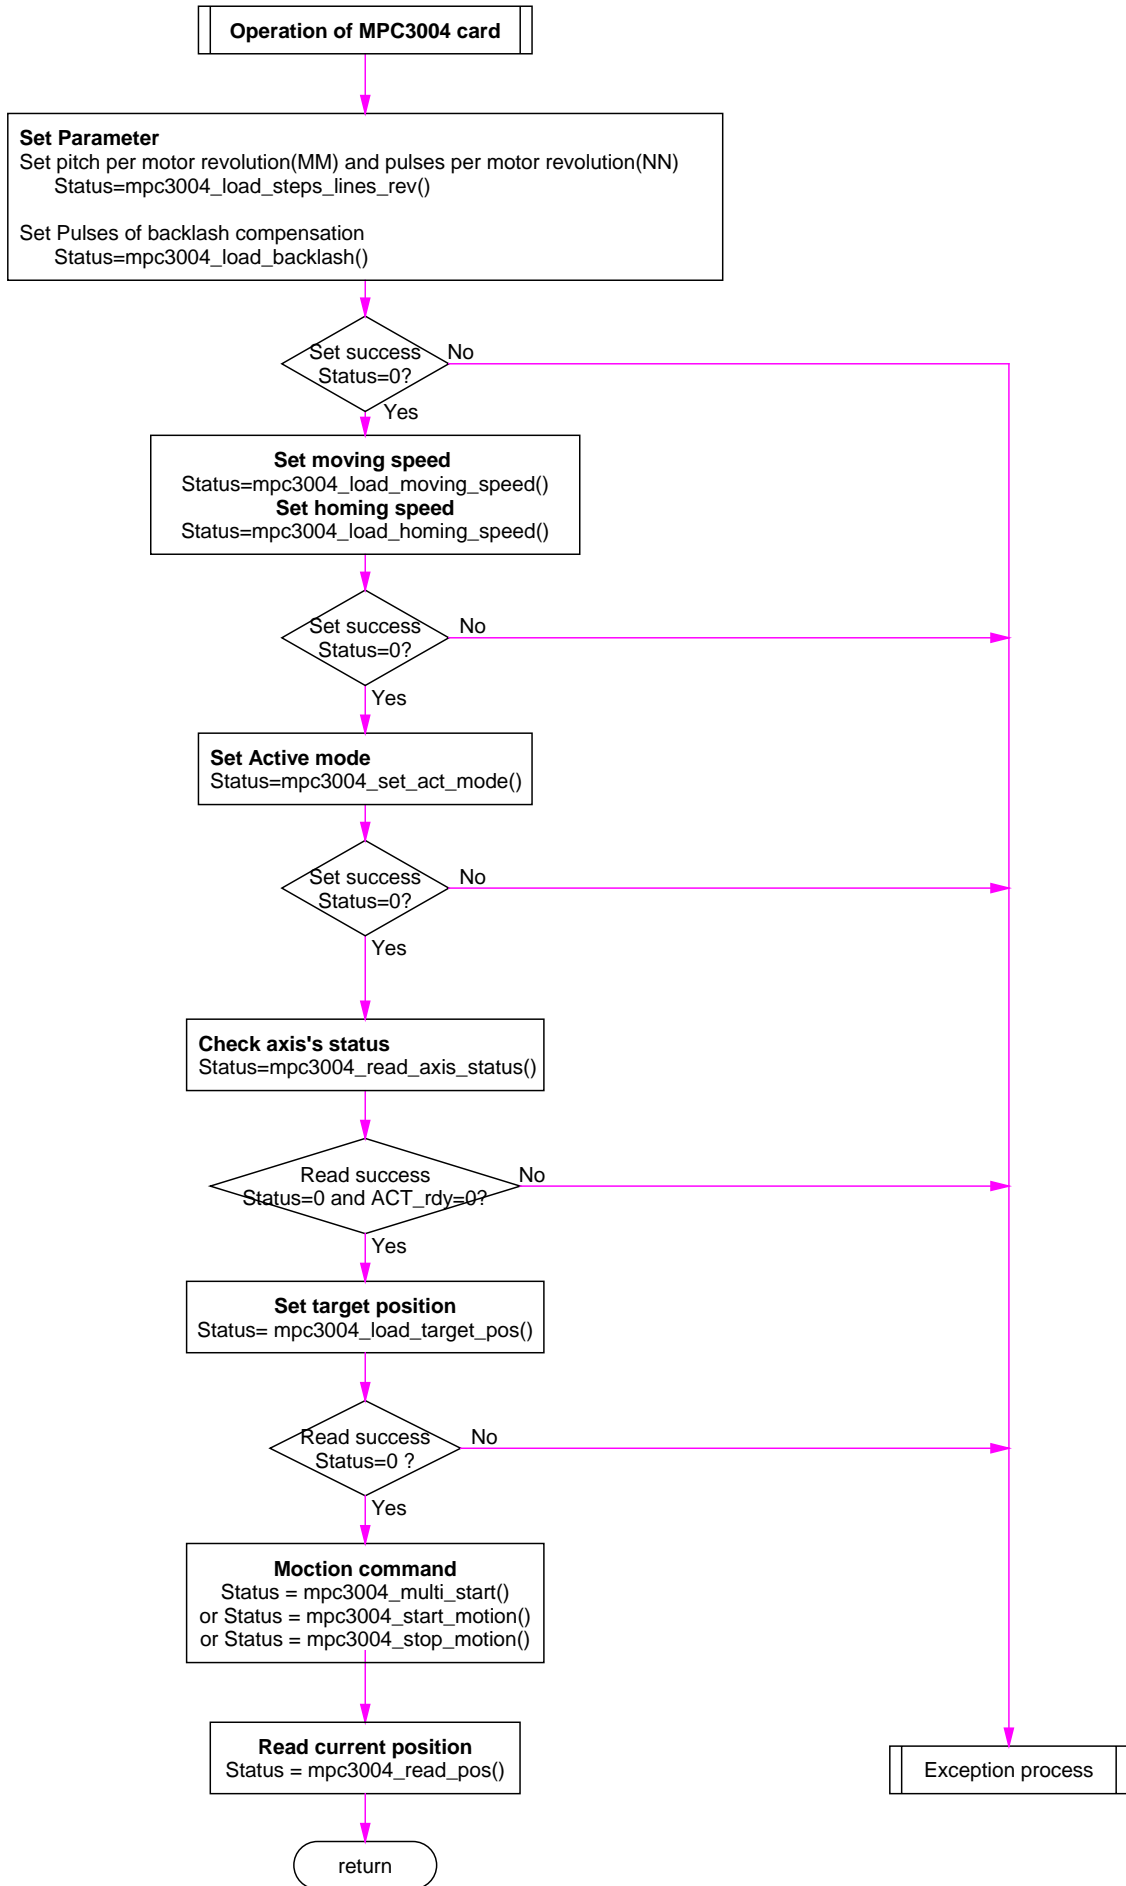 Operation of MPC3004 card
Set Parameter
Set pitch per motor revolution(MM) and pulses per motor revolution(NN)
Status=mpc3004_load_steps_lines_rev()
Set Pulses of backlash compensation
Status=mpc3004_load_backlash()
Set success
Status=0?
No
Yes
Set moving speed
Status=mpc3004_load_moving_speed()
Set homing speed
Status=mpc3004_load_homing_speed()
Set success
Status=0?
No
Yes
Set Active mode
Status=mpc3004_set_act_mode()
Set success
Status=0?
No
Yes
Check axis's status
Status=mpc3004_read_axis_status()
Read success
Status=0 and ACT_rdy=0?
No
Yes
Set target position
Status= mpc3004_load_target_pos()
Read success
Status=0 ?
No
Yes
Moction command
Status = mpc3004_multi_start()
or Status = mpc3004_start_motion()
or Status = mpc3004_stop_motion()
Read current position
Status = mpc3004_read_pos()
Exception process
return